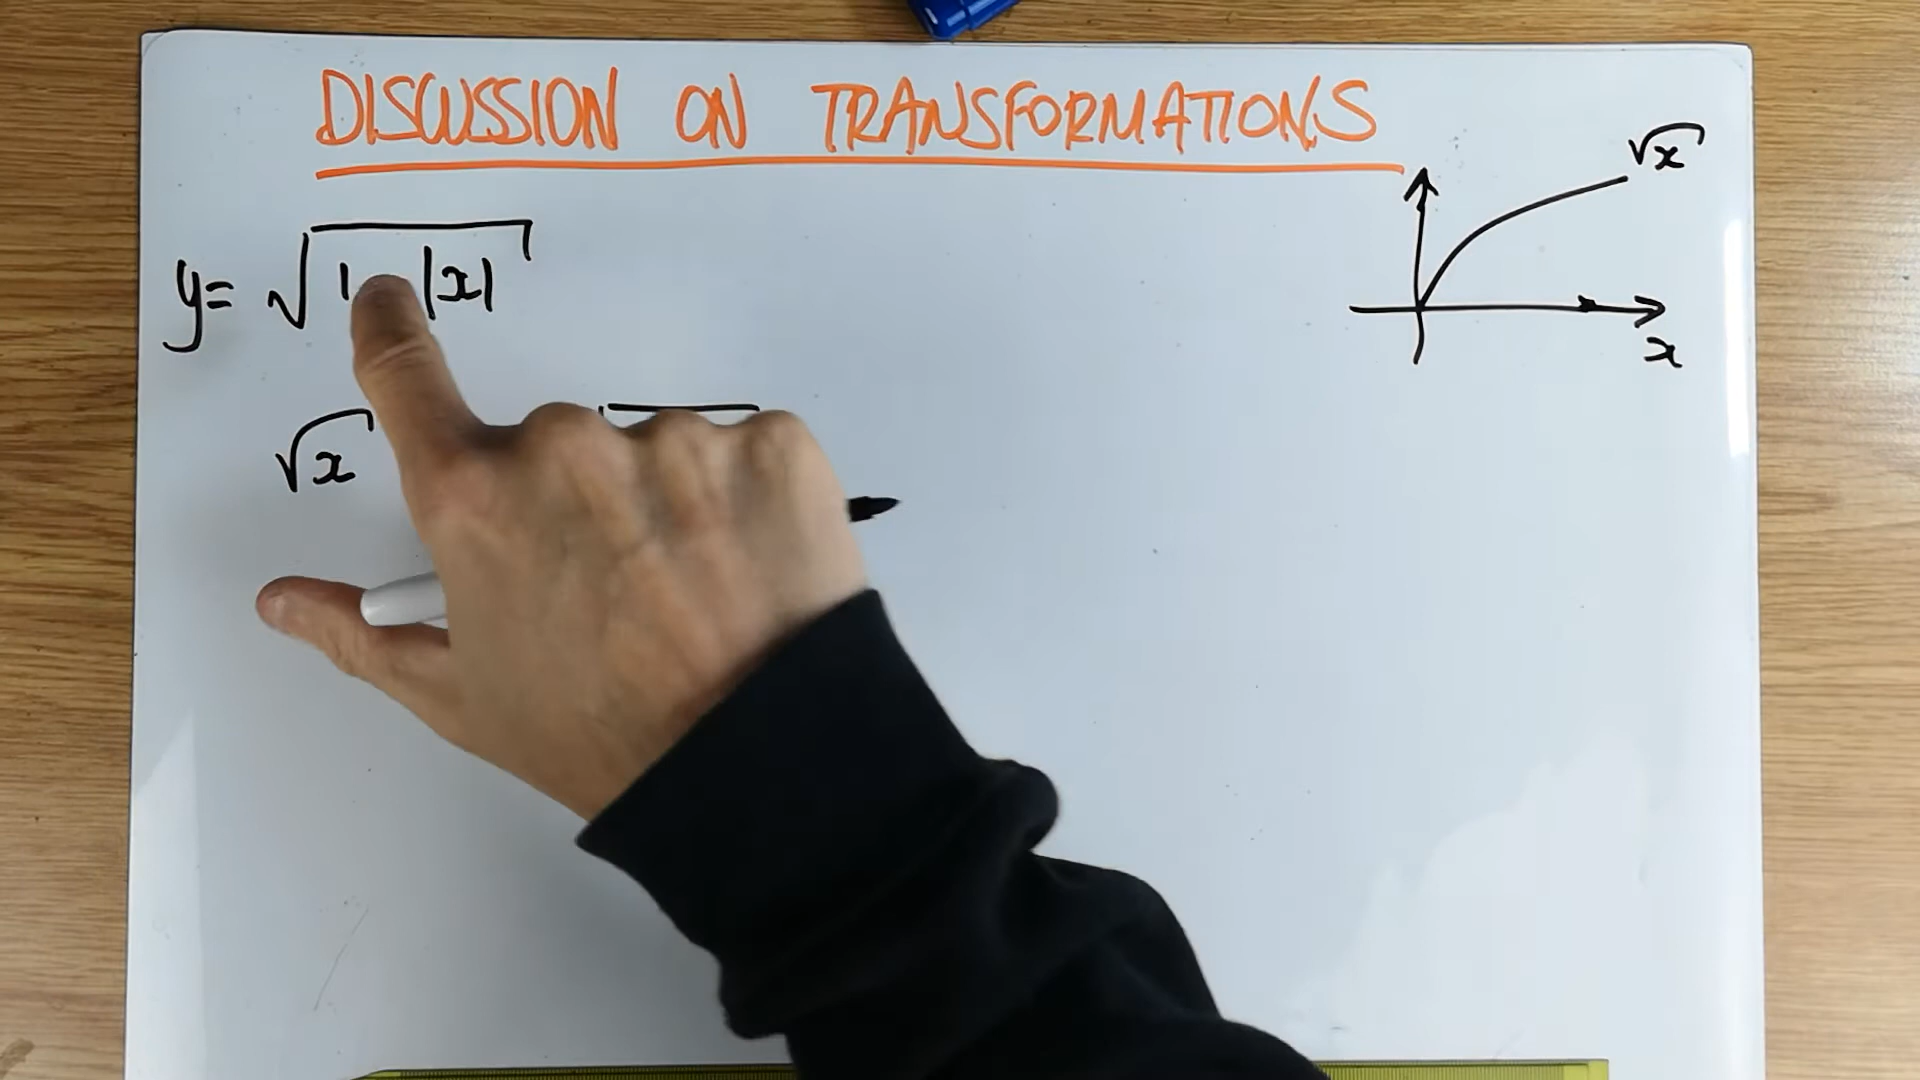 DISCUSSION ON TRANSFORMATIONS
√x
y= √1 |x|
x
√x